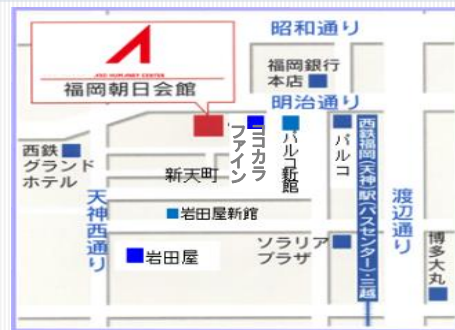 昭和通り
福岡銀行
本店
福岡朝日会館
明治通り
西鉄
グランド
ホテル
ココカラ
ファイン
パルコ新館
パルコ
西鉄福岡(天神)駅(バスセンター)・三越
渡辺通り
新天町
天神西通り
岩田屋新館
岩田屋
ソラリア
プラザ
博多大丸